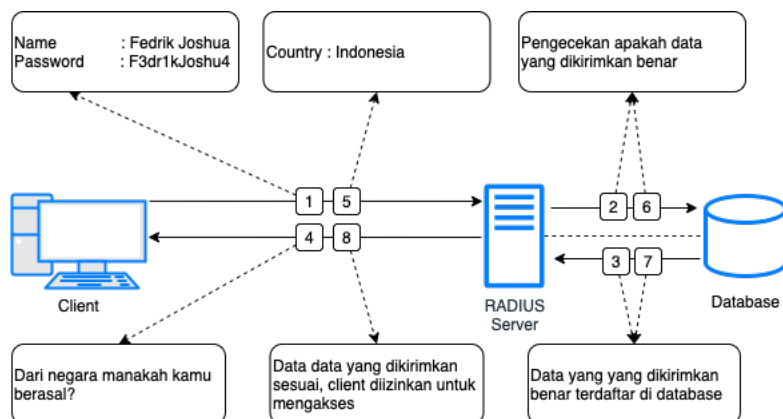 Name : Fedrik Joshua
Password : F3dr1kJoshu4
Country : Indonesia
Pengecekan apakah data
yang dikirimkan benar
1 5
2 6
4 8
3 7
Client
RADIUS
Server
Database
Dari negara manakah kamu
berasal?
Data data yang dikirimkan
sesuai, client diizinkan untuk
mengakses
Data yang yang dikirimkan
benar terdaftar di database